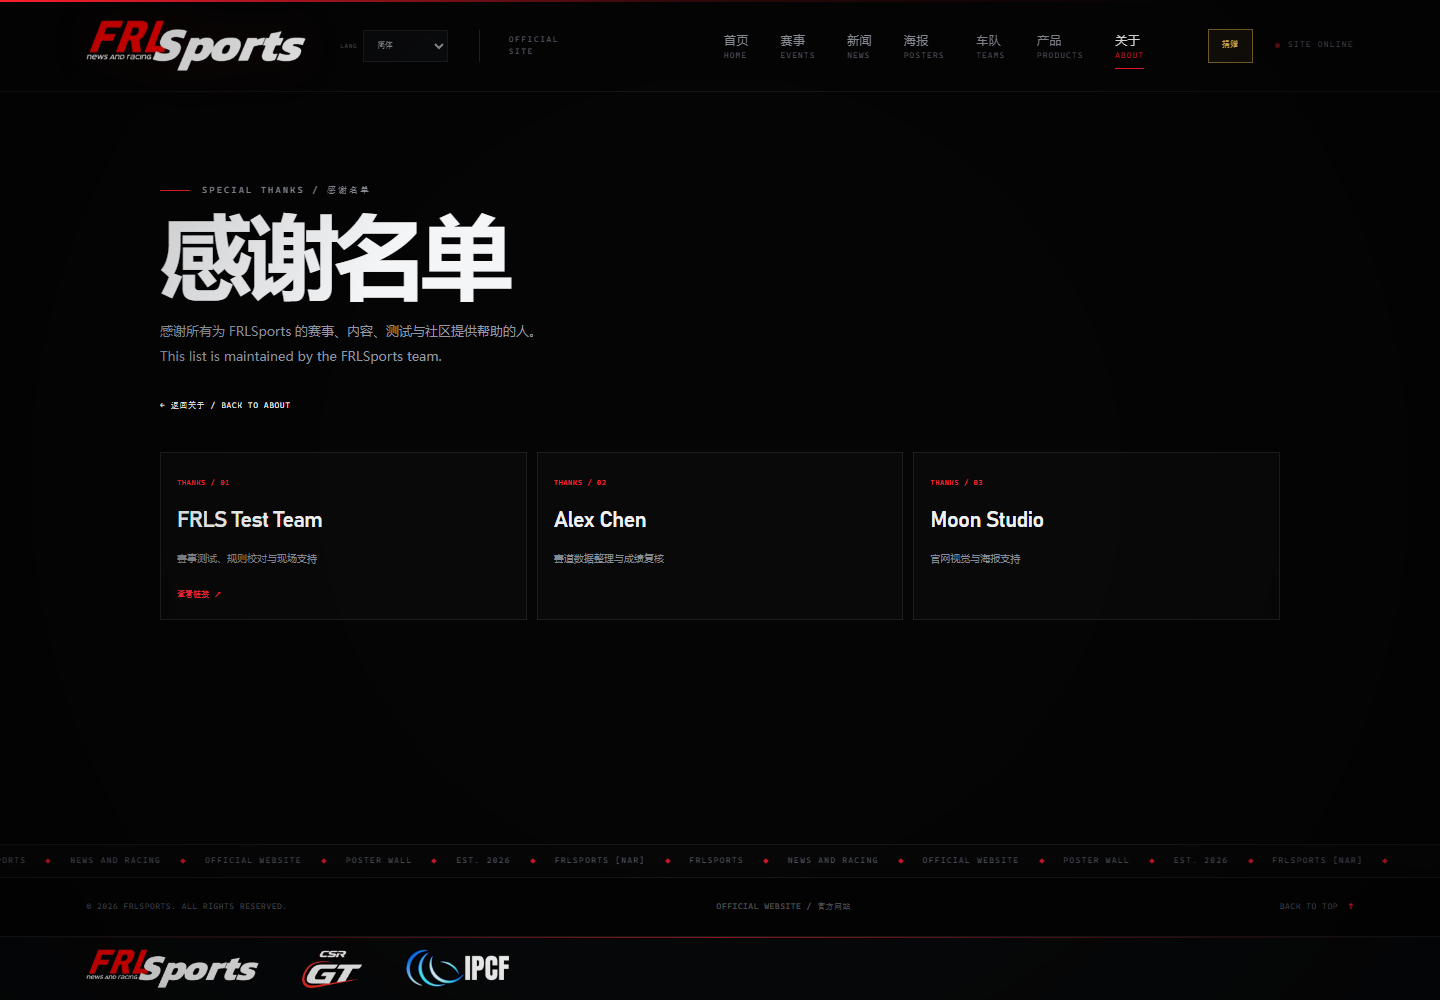 FRLSports
news AND racing
LANG
简体
OFFICIAL
SITE
首页
HOME
赛事
EVENTS
新闻
NEWS
海报
POSTERS
车队
TEAMS
产品
PRODUCTS
关于
ABOUT
捐赠
SITE ONLINE
SPECIAL THANKS / 感谢名单
感谢名单
感谢所有为 FRLSports 的赛事、内容、测试与社区提供帮助的人。
This list is maintained by the FRLSports team.
← 返回关于 / BACK TO ABOUT
THANKS / 01
FRLS Test Team
赛事测试、规则校对与现场支持
查看链接 ↗
THANKS / 02
Alex Chen
赛道数据整理与成绩复核
THANKS / 03
Moon Studio
官网视觉与海报支持
PORTS ◆ NEWS AND RACING ◆ OFFICIAL WEBSITE ◆ POSTER WALL ◆ EST. 2026 ◆ FRLSPORTS [NAR] ◆ FRLSPORTS ◆ NEWS AND RACING ◆ OFFICIAL WEBSITE ◆ POSTER WALL ◆ EST. 2026 ◆ FRLSPORTS [NAR] ◆
© 2026 FRLSPORTS. ALL RIGHTS RESERVED.
OFFICIAL WEBSITE / 官方网站
BACK TO TOP ↑
FRLSports
news AND racing
CSR
GT
IPCF